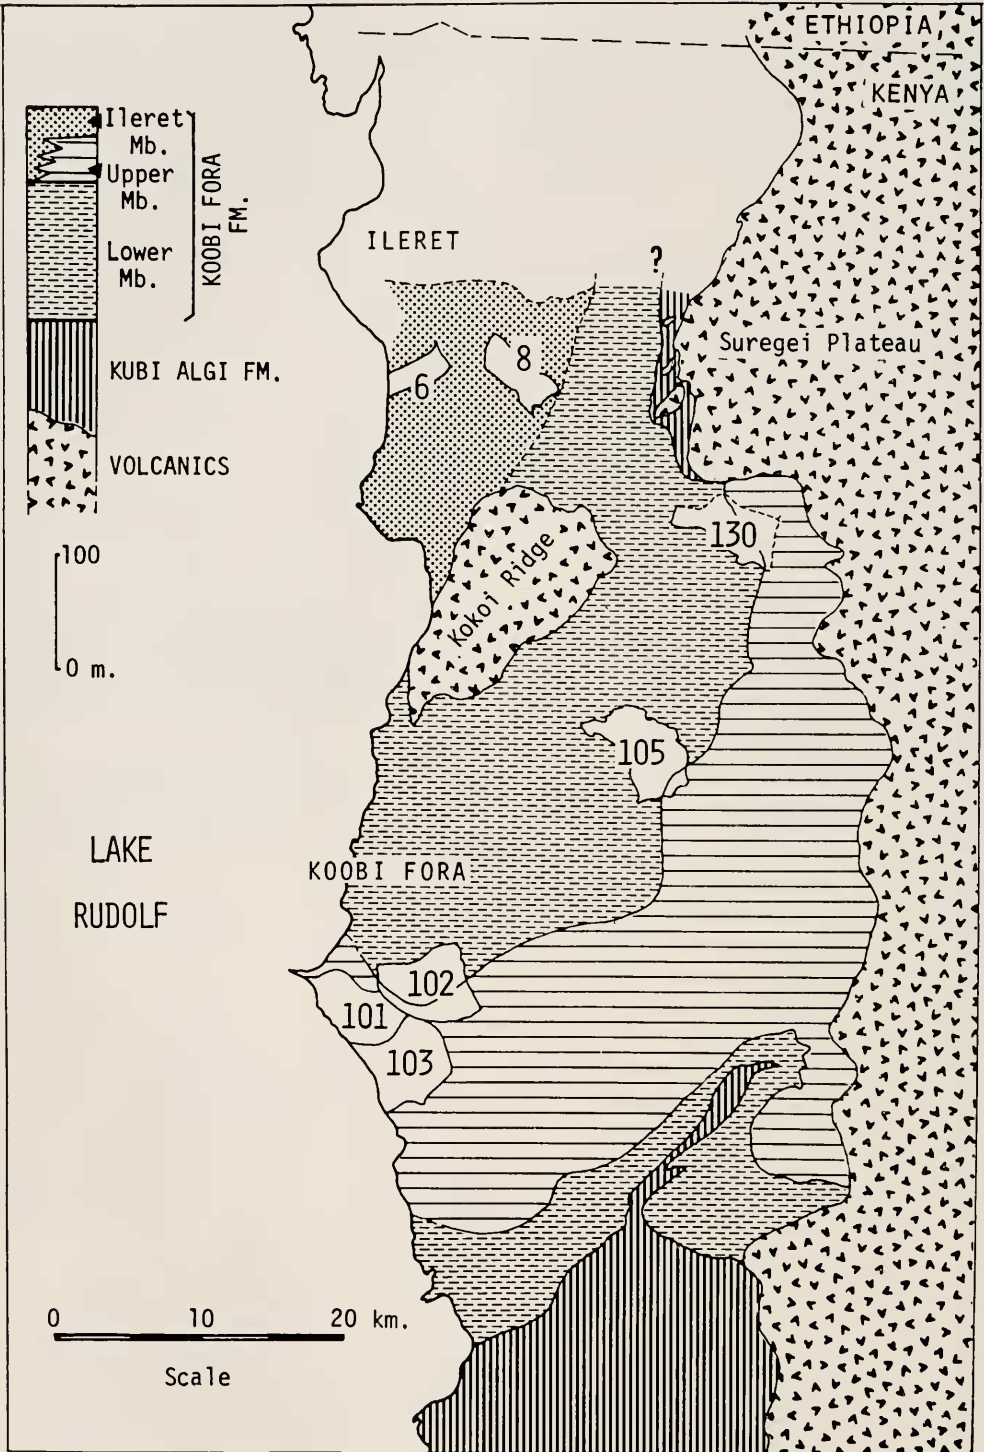 ETHIOPIA
KENYA
Ileret
Mb.
Upper
Mb.
Lower
Mb.
KOOBI FORA
FM.
KUBI ALGI FM.
VOLCANICS
100
0 m.
ILERET
?
Suregei Plateau
6
8
130
Kokoi Ridge
105
LAKE
RUDOLF
KOOBI FORA
102
101
103
0 10 20 km.
Scale